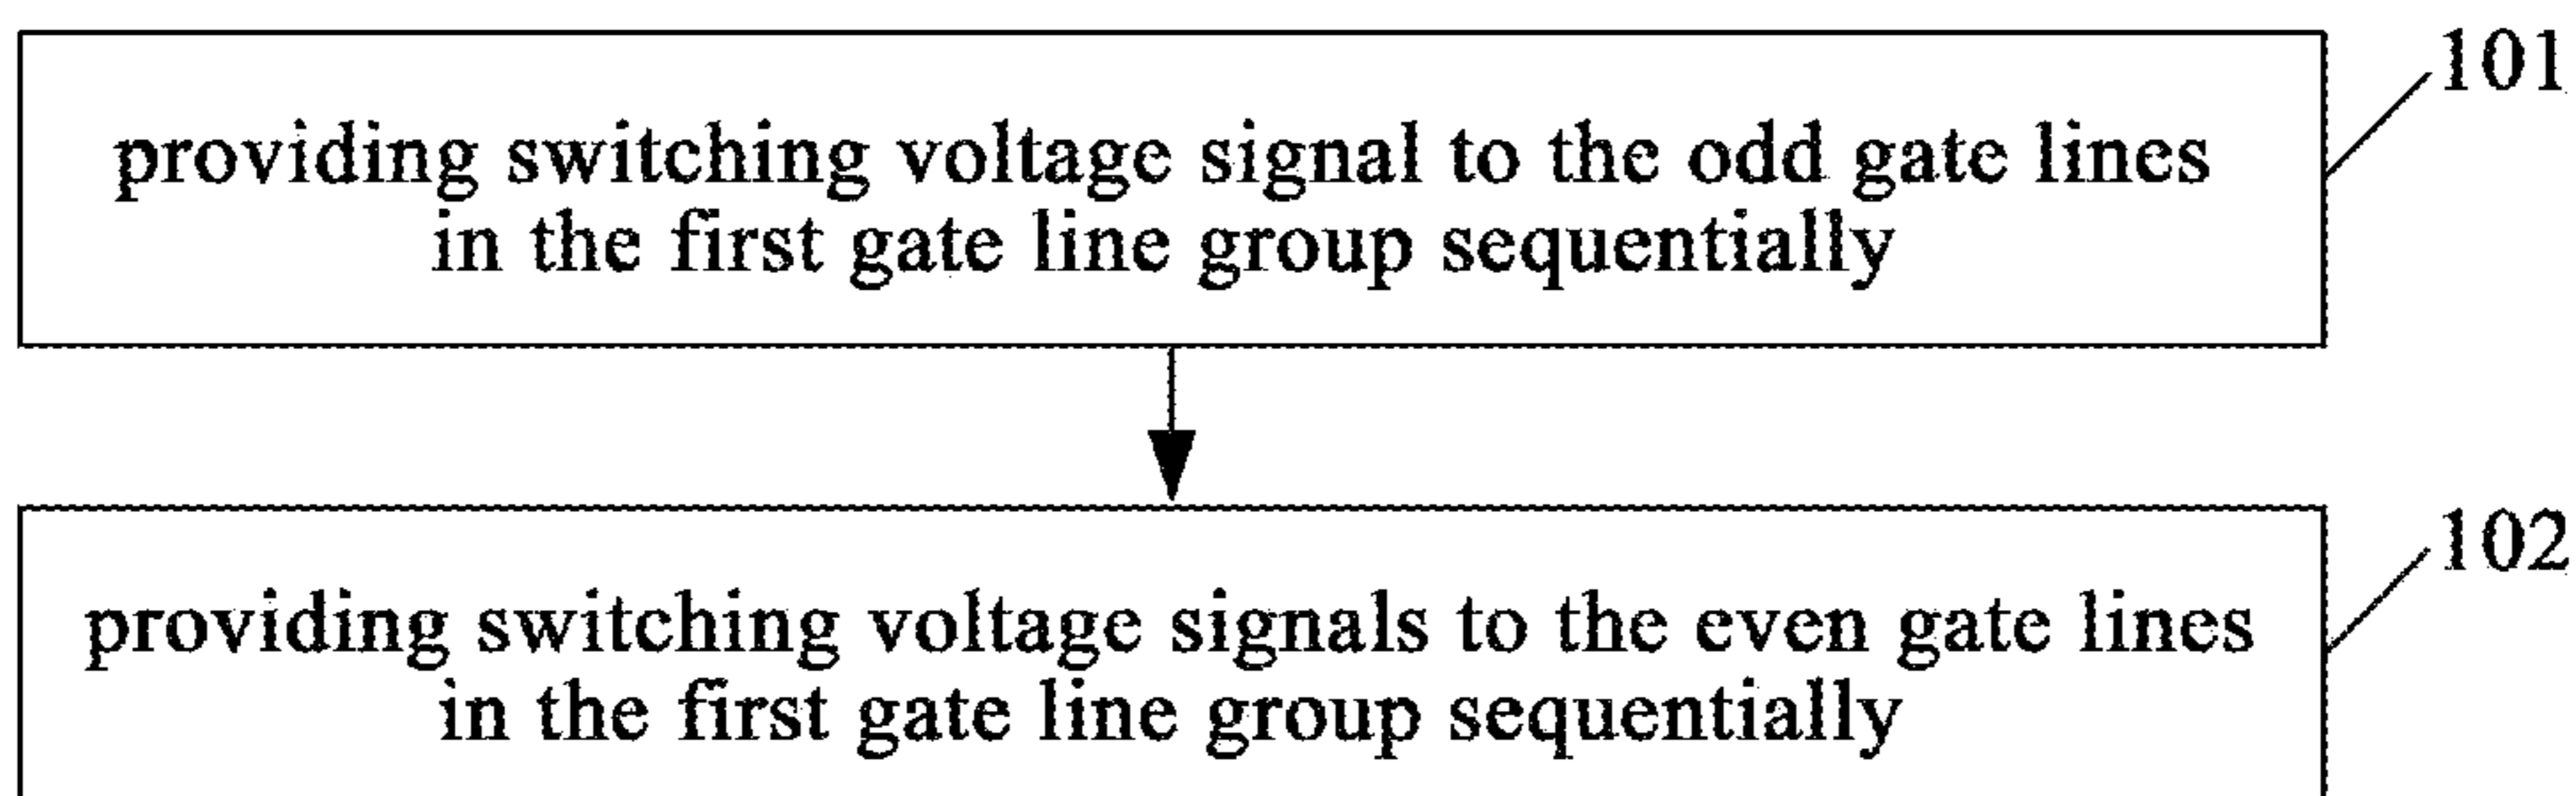 101
providing switching voltage signal to the odd gate lines
in the first gate line group sequentially
102
providing switching voltage signals to the even gate lines
in the first gate line group sequentially